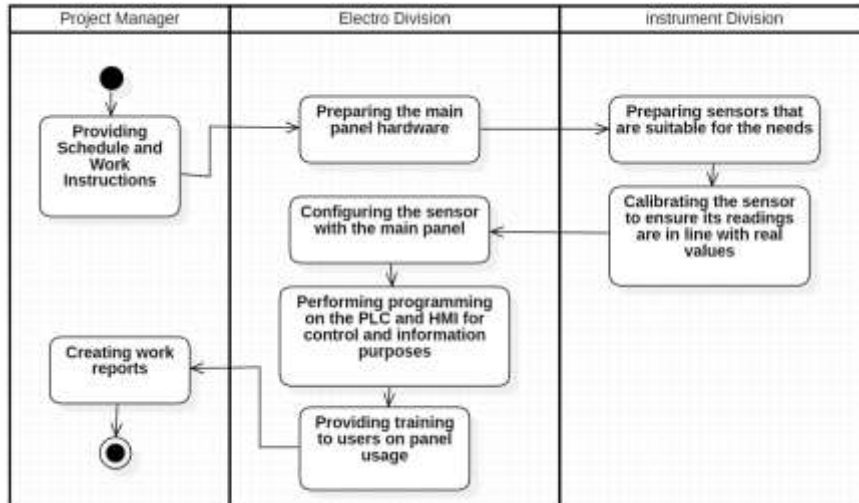 Project Manager
Electro Division
instrument Division
Providing
Schedule and
Work
Instructions
Preparing the main
panel hardware
Preparing sensors that
are suitable for the needs
Calibrating the sensor
to ensure its readings
are in line with real
values
Configuring the sensor
with the main panel
Performing programming
on the PLC and HMI for
control and information
purposes
Providing training
to users on panel
usage
Creating work
reports